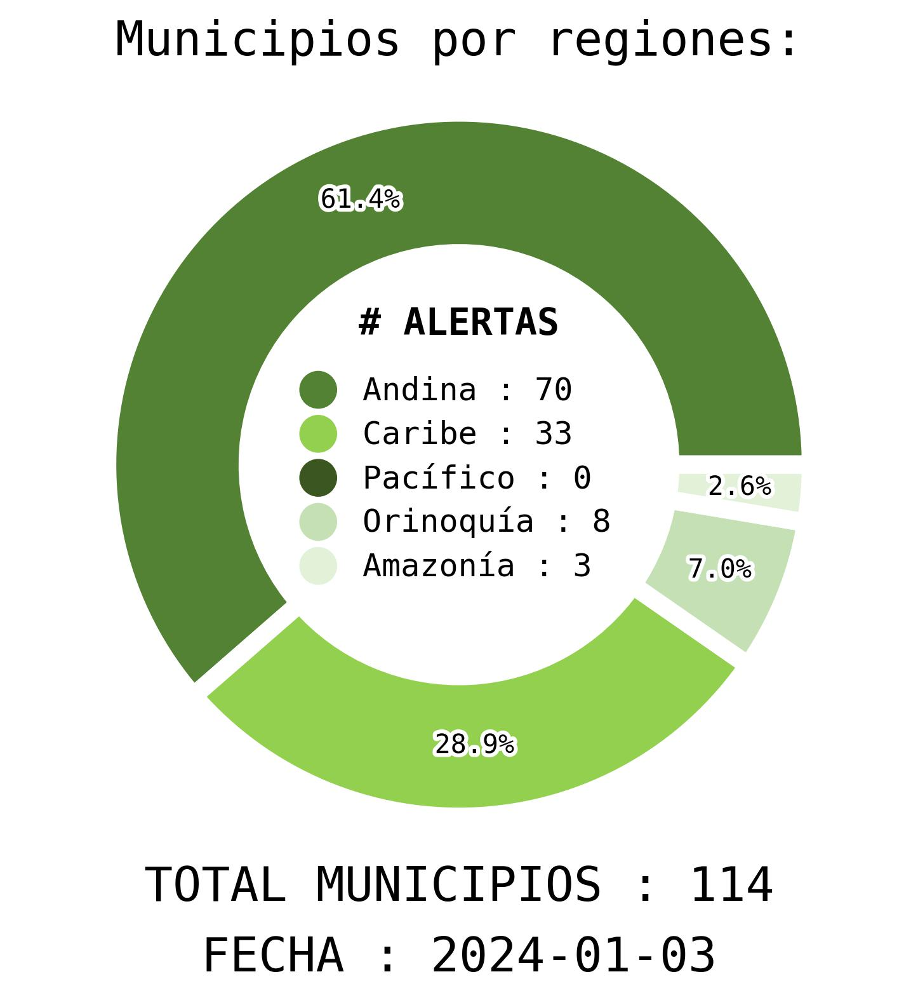 Municipios por regiones:
61.4%
# ALERTAS
Andina : 70
Caribe : 33
Pacífico : 0
Orinoquía : 8
Amazonía : 3
2.6%
7.0%
28.9%
TOTAL MUNICIPIOS : 114
FECHA : 2024-01-03